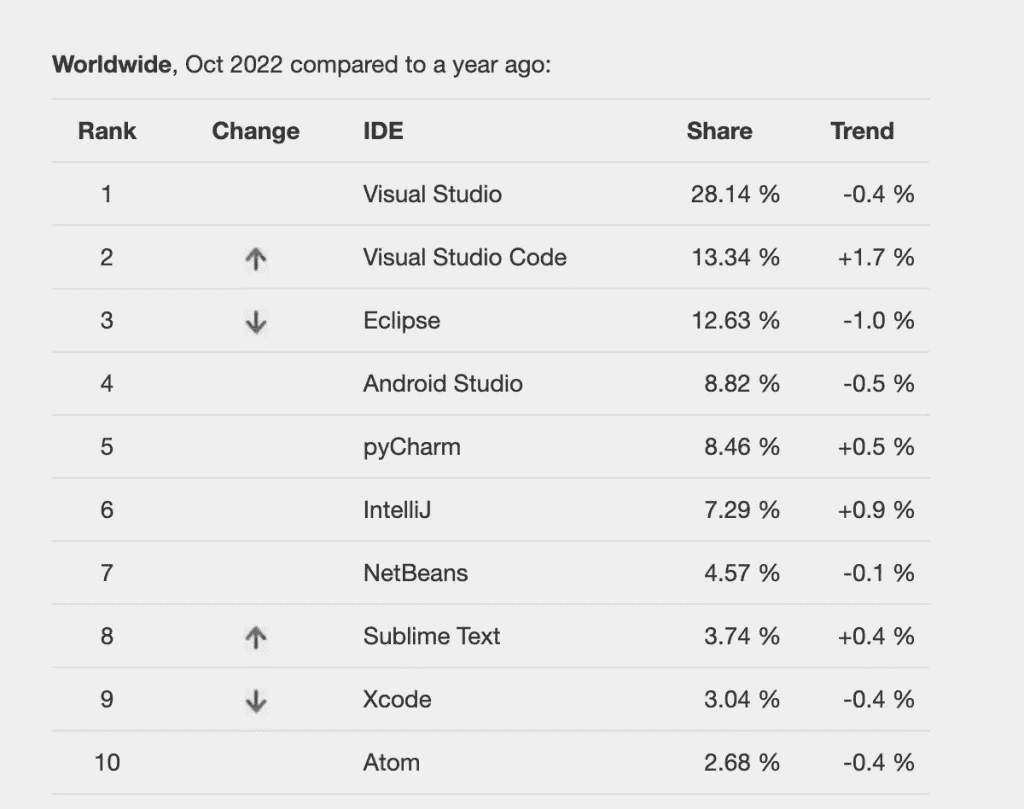 Worldwide, Oct 2022 compared to a year ago:
Rank Change IDE Share Trend
1 Visual Studio 28.14 % -0.4 %
2 ↑ Visual Studio Code 13.34 % +1.7 %
3 ↓ Eclipse 12.63 % -1.0 %
4 Android Studio 8.82 % -0.5 %
5 pyCharm 8.46 % +0.5 %
6 IntelliJ 7.29 % +0.9 %
7 NetBeans 4.57 % -0.1 %
8 ↑ Sublime Text 3.74 % +0.4 %
9 ↓ Xcode 3.04 % -0.4 %
10 Atom 2.68 % -0.4 %